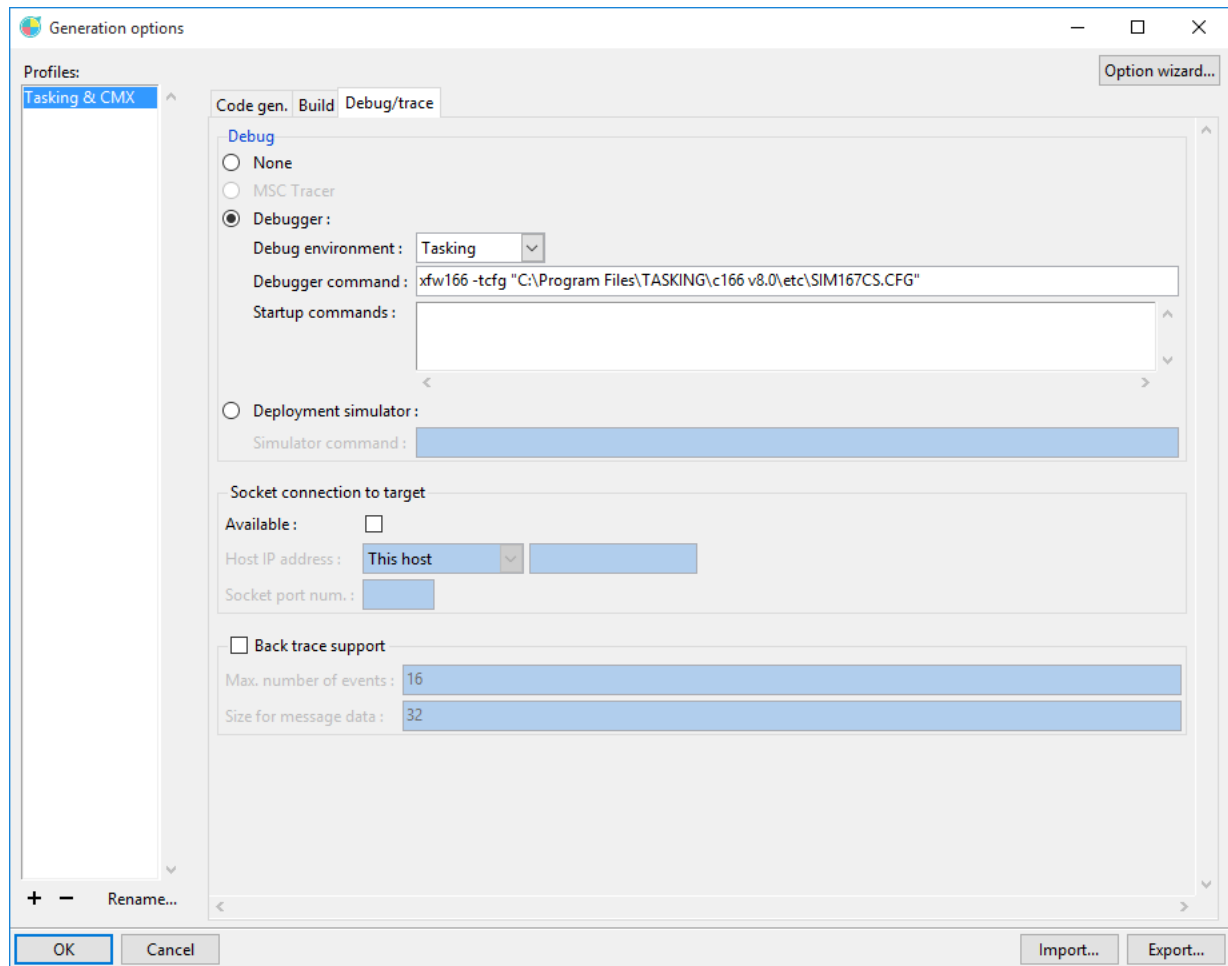 Generation options
Profiles:
Option wizard...
Tasking & CMX
Code gen. Build Debug/trace
Debug
None
MSC Tracer
Debugger :
Debug environment : Tasking
Debugger command : xfw166 -tcfg "C:\Program Files\TASKING\c166 v8.0\etc\SIM167CS.CFG"
Startup commands :
Deployment simulator :
Simulator command :
Socket connection to target
Available :
Host IP address : This host
Socket port num. :
Back trace support
Max. number of events : 16
Size for message data : 32
+ − Rename...
OK Cancel Import... Export...